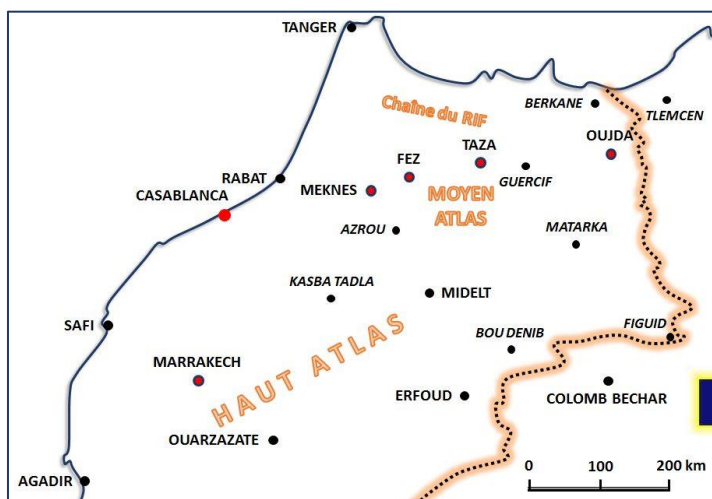 TANGER
Chaîne du RIF
BERKANE
TLEMCEN
OUJDA
TAZA
FEZ
GUERCIF
RABAT
MEKNES
CASABLANCA
MOYEN
ATLAS
AZROU
MATARKA
KASBA TADLA
MIDELT
SAFI
FIGUID
BOU DENIB
MARRAKECH
HAUT ATLAS
ERFOUD
COLOMB BECHAR
OUARZAZATE
AGADIR
0 100 200 km